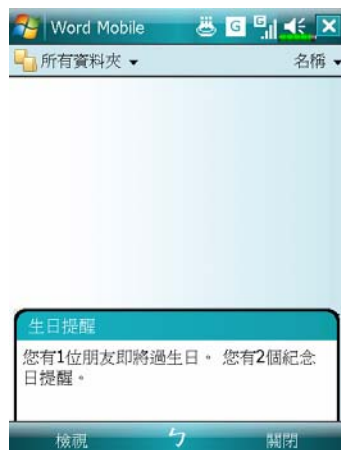 Word Mobile G G
所有資料夾 名稱
生日提醒
您有1位朋友即將過生日。 您有2個紀念
日提醒。
檢視 ㄅ 關閉